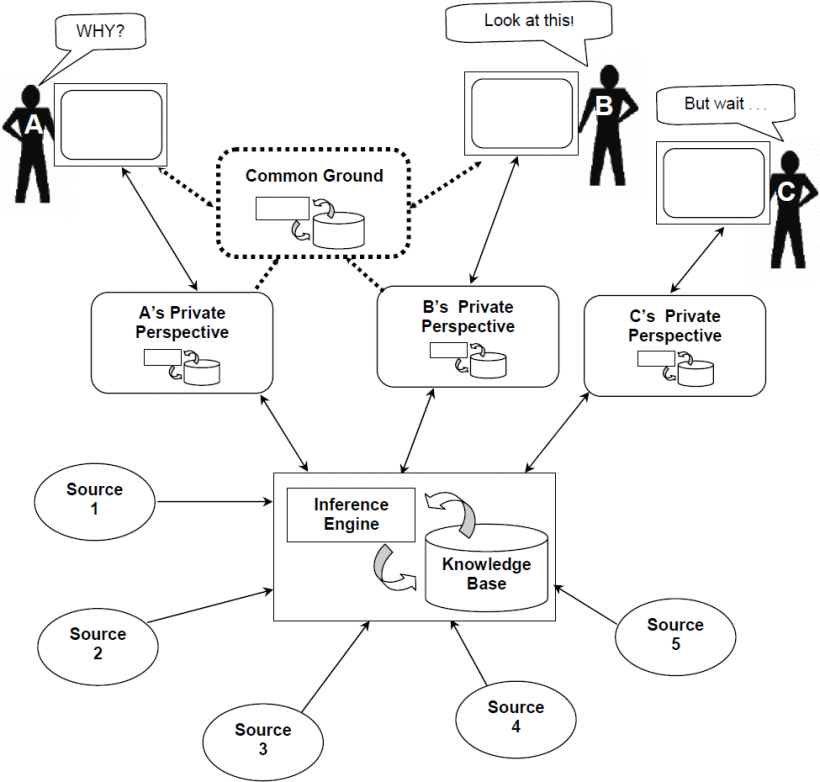 WHY?
Look at this!
But wait . . .
A
B
C
Common Ground
A's Private
Perspective
B's Private
Perspective
C's Private
Perspective
Source
1
Inference
Engine
Knowledge
Base
Source
2
Source
3
Source
4
Source
5